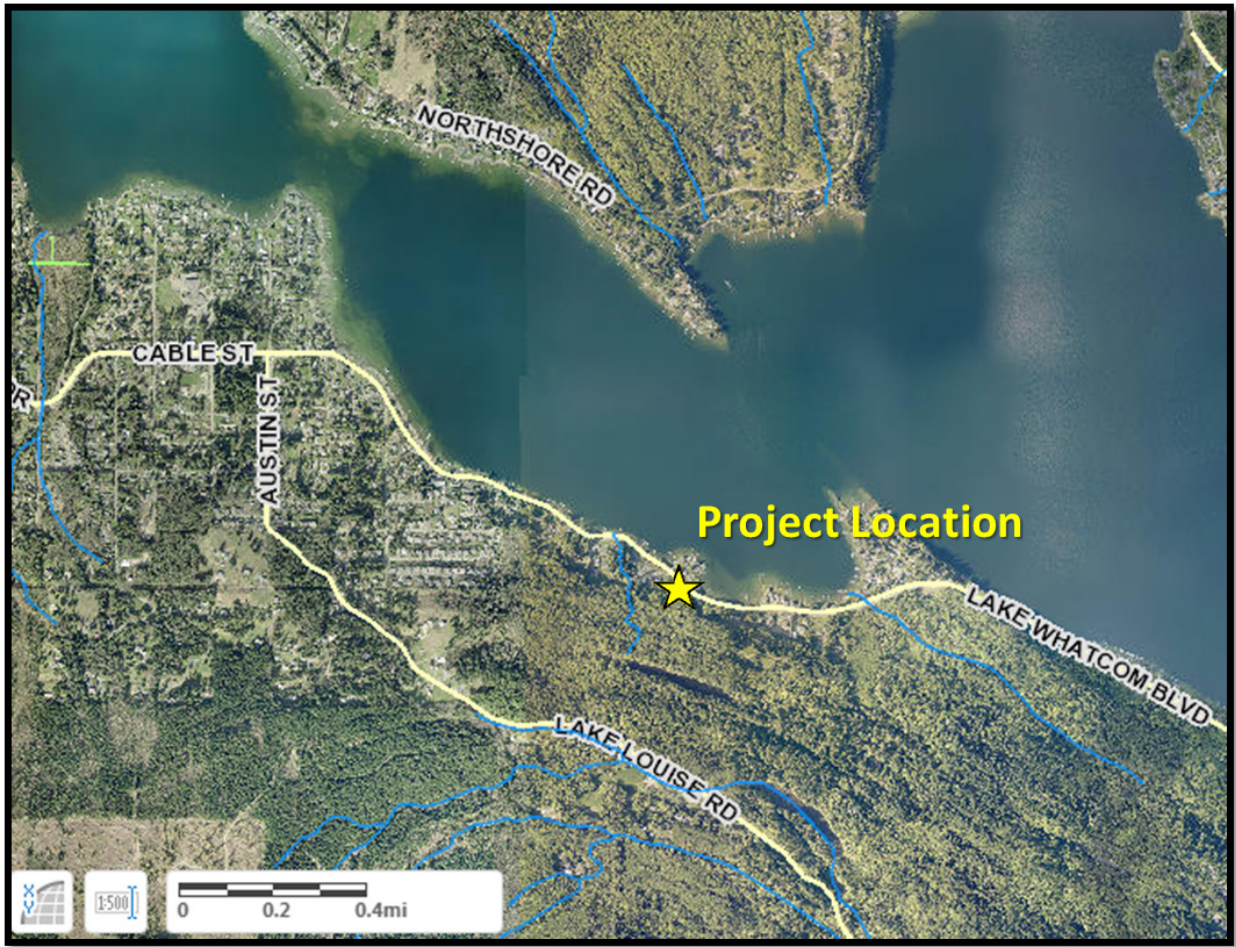 NORTHSHORE RD
CABLE ST
DR
AUSTIN ST
Project Location
LAKE WHATCOM BLVD
LAKE LOUISE RD
X
Y
1:500
0 0.2 0.4mi